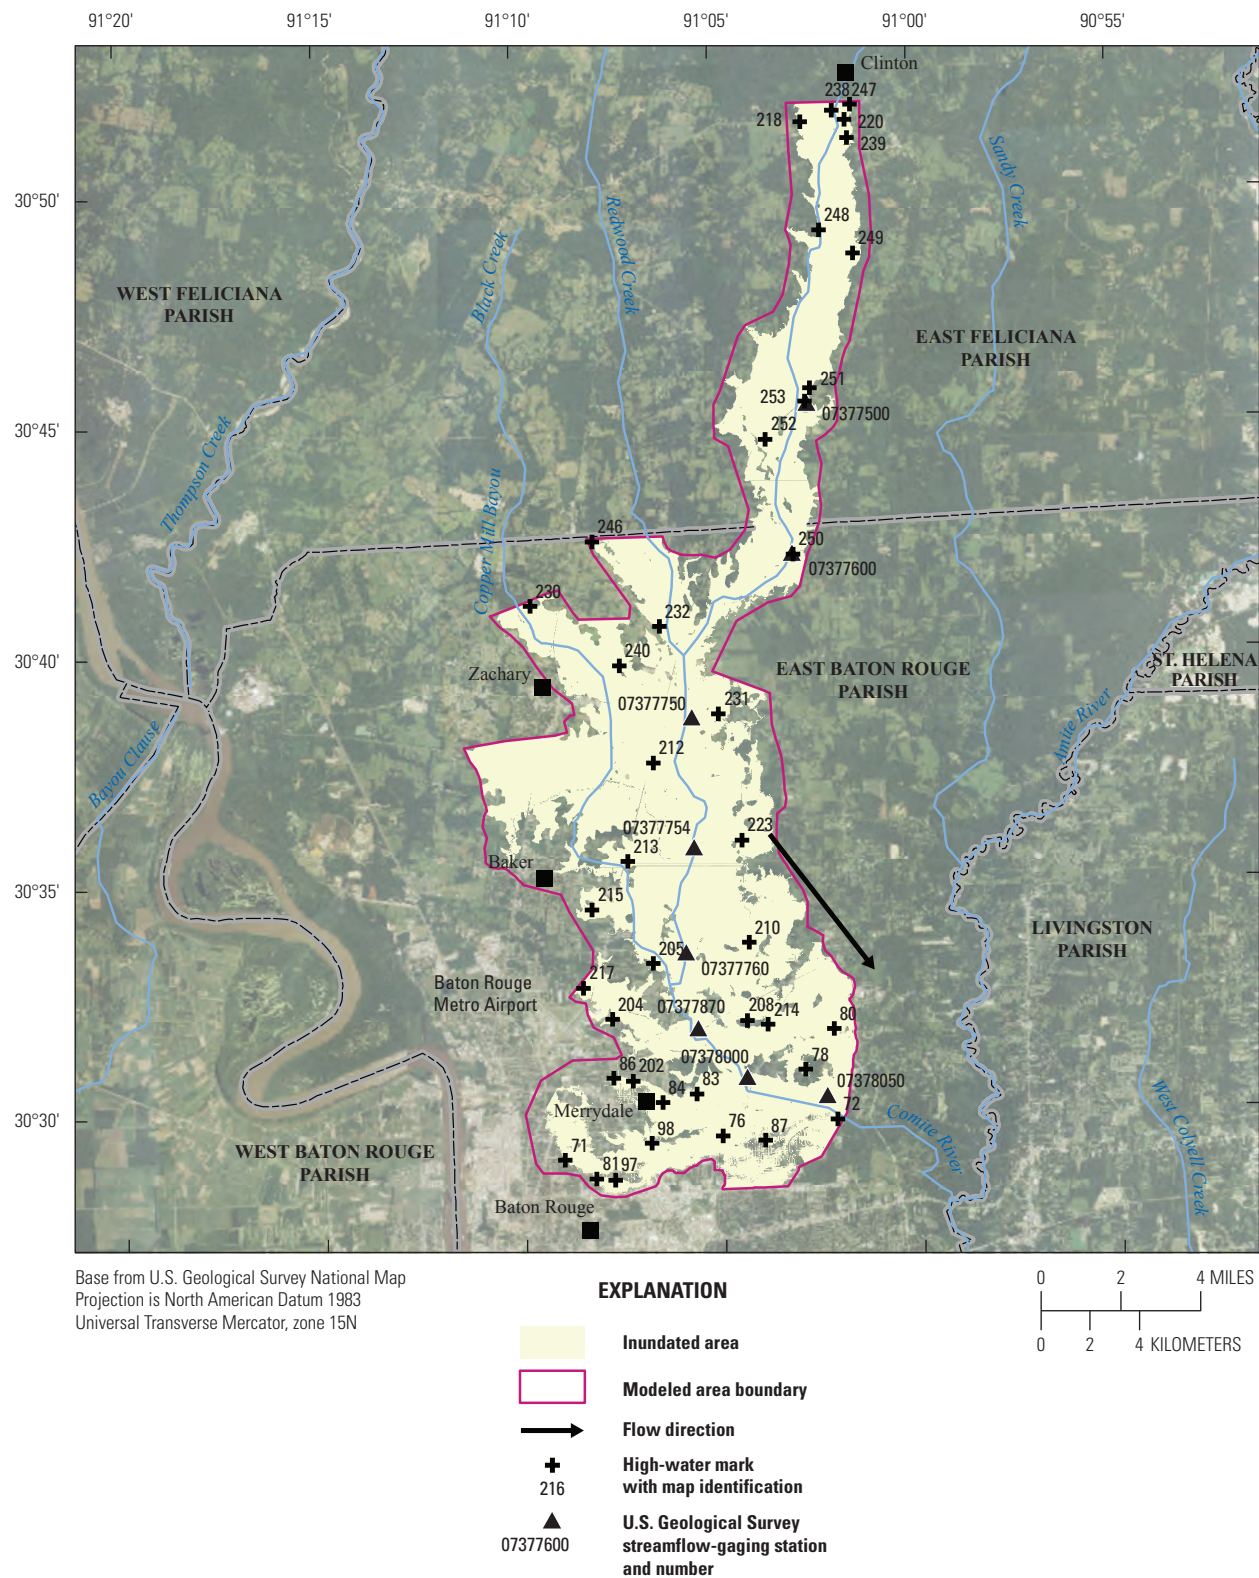 91°20'
91°15'
91°10'
91°05'
91°00'
90°55'
Clinton
238
247
218
220
239
Sandy Creek
30°50'
Redwood Creek
248
249
Black Creek
WEST FELICIANA
PARISH
EAST FELICIANA
PARISH
251
253
07377500
252
30°45'
Thompson Creek
Copper Mill Bayou
246
250
07377600
230
232
240
30°40'
Zachary
EAST BATON ROUGE
PARISH
ST. HELENA
PARISH
07377750
231
Amite River
Bayou Clause
212
07377754
223
213
Baker
30°35'
215
LIVINGSTON
PARISH
210
205
07377760
217
Baton Rouge
Metro Airport
07377870
204
208
214
80
07378000
78
86
202
83
07378050
84
Merrydale
72
30°30'
Comite River
West Colyell Creek
98
76
87
WEST BATON ROUGE
PARISH
71
81
97
Baton Rouge
Base from U.S. Geological Survey National Map
Projection is North American Datum 1983
Universal Transverse Mercator, zone 15N
EXPLANATION
0 2 4 MILES
0 2 4 KILOMETERS
Inundated area
Modeled area boundary
Flow direction
High-water mark
with map identification
216
U.S. Geological Survey
streamflow-gaging station
and number
07377600